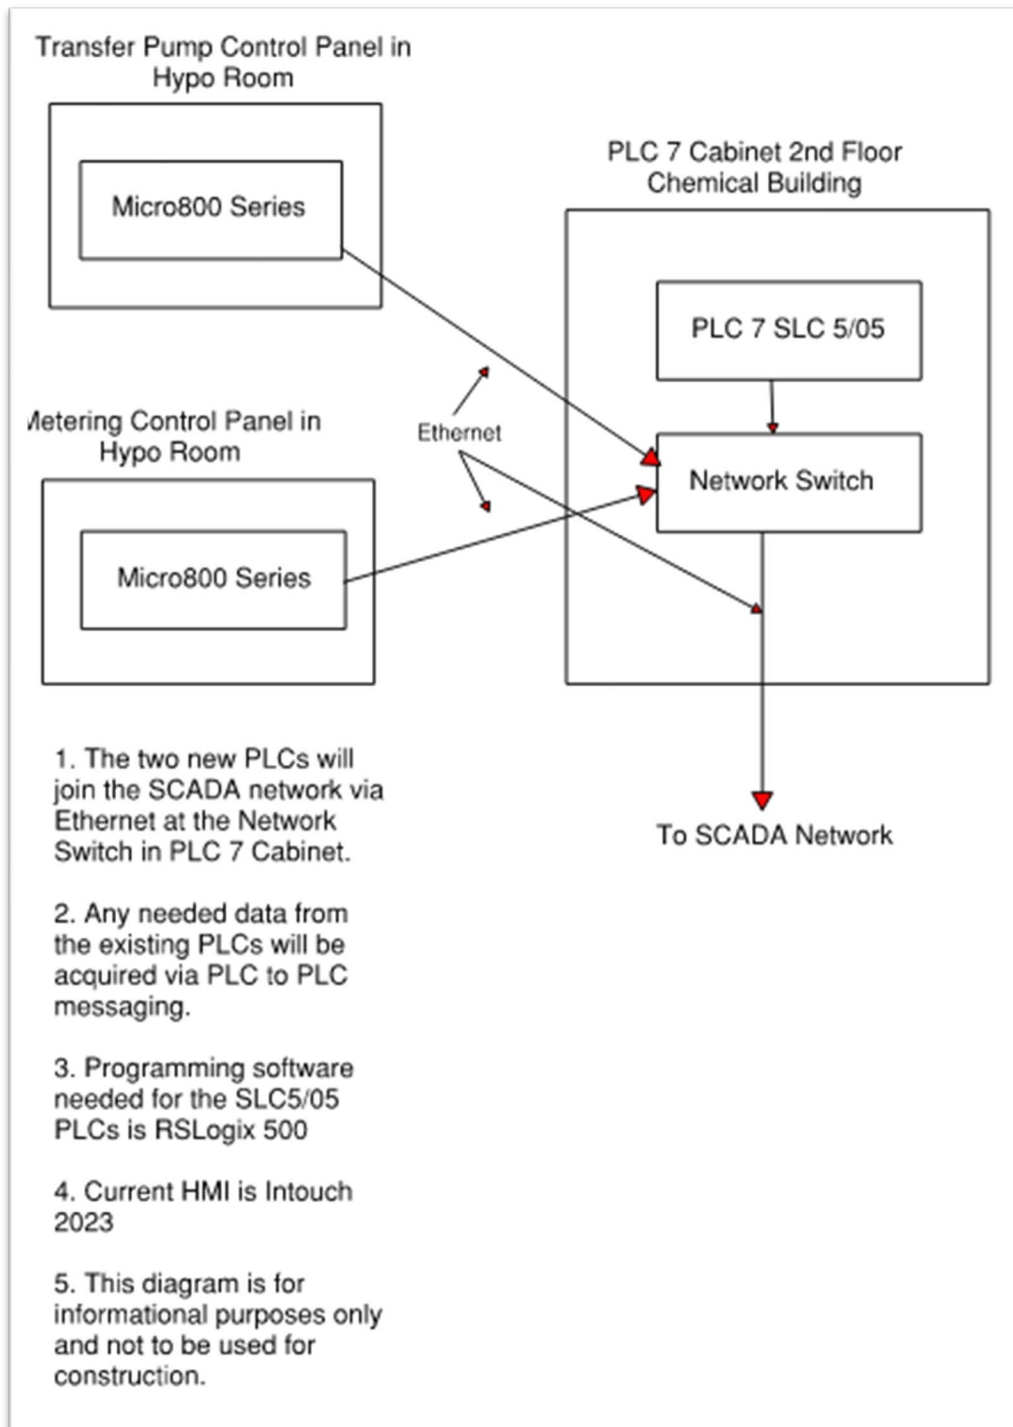 Transfer Pump Control Panel in
Hypo Room
Micro800 Series
PLC 7 Cabinet 2nd Floor
Chemical Building
PLC 7 SLC 5/05
Network Switch
Ethernet
Metering Control Panel in
Hypo Room
Micro800 Series
To SCADA Network
1. The two new PLCs will
join the SCADA network via
Ethernet at the Network
Switch in PLC 7 Cabinet.
2. Any needed data from
the existing PLCs will be
acquired via PLC to PLC
messaging.
3. Programming software
needed for the SLC5/05
PLCs is RSLogix 500
4. Current HMI is Intouch
2023
5. This diagram is for
informational purposes only
and not to be used for
construction.